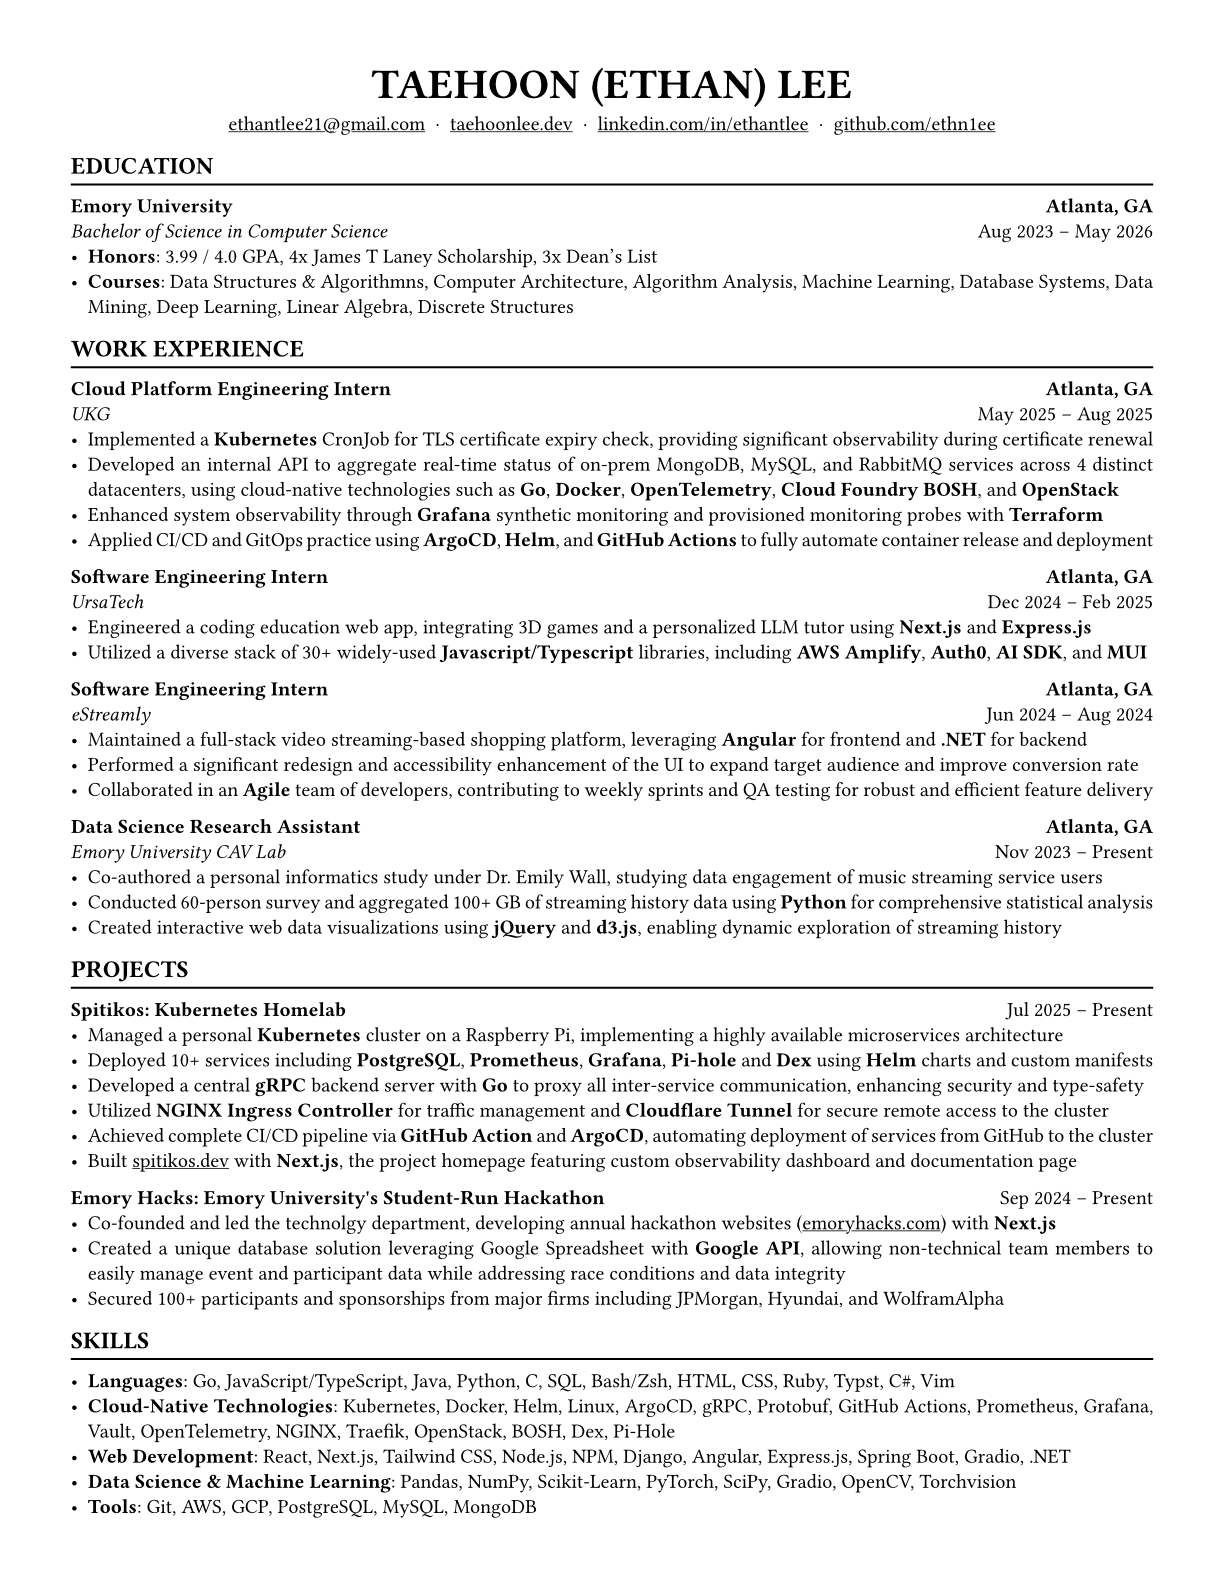 TAEHOON (ETHAN) LEE
ethantlee21@gmail.com · taehoonlee.dev · linkedin.com/in/ethantlee · github.com/ethn1ee
EDUCATION
Emory University Atlanta, GA
Bachelor of Science in Computer Science Aug 2023 – May 2026
• Honors: 3.99 / 4.0 GPA, 4x James T Laney Scholarship, 3x Dean’s List
• Courses: Data Structures & Algorithmns, Computer Architecture, Algorithm Analysis, Machine Learning, Database Systems, Data
Mining, Deep Learning, Linear Algebra, Discrete Structures
WORK EXPERIENCE
Cloud Platform Engineering Intern Atlanta, GA
UKG May 2025 – Aug 2025
• Implemented a Kubernetes CronJob for TLS certificate expiry check, providing significant observability during certificate renewal
• Developed an internal API to aggregate real-time status of on-prem MongoDB, MySQL, and RabbitMQ services across 4 distinct
datacenters, using cloud-native technologies such as Go, Docker, OpenTelemetry, Cloud Foundry BOSH, and OpenStack
• Enhanced system observability through Grafana synthetic monitoring and provisioned monitoring probes with Terraform
• Applied CI/CD and GitOps practice using ArgoCD, Helm, and GitHub Actions to fully automate container release and deployment
Software Engineering Intern Atlanta, GA
UrsaTech Dec 2024 – Feb 2025
• Engineered a coding education web app, integrating 3D games and a personalized LLM tutor using Next.js and Express.js
• Utilized a diverse stack of 30+ widely-used Javascript/Typescript libraries, including AWS Amplify, Auth0, AI SDK, and MUI
Software Engineering Intern Atlanta, GA
eStreamly Jun 2024 – Aug 2024
• Maintained a full-stack video streaming-based shopping platform, leveraging Angular for frontend and .NET for backend
• Performed a significant redesign and accessibility enhancement of the UI to expand target audience and improve conversion rate
• Collaborated in an Agile team of developers, contributing to weekly sprints and QA testing for robust and efficient feature delivery
Data Science Research Assistant Atlanta, GA
Emory University CAV Lab Nov 2023 – Present
• Co-authored a personal informatics study under Dr. Emily Wall, studying data engagement of music streaming service users
• Conducted 60-person survey and aggregated 100+ GB of streaming history data using Python for comprehensive statistical analysis
• Created interactive web data visualizations using jQuery and d3.js, enabling dynamic exploration of streaming history
PROJECTS
Spitikos: Kubernetes Homelab Jul 2025 – Present
• Managed a personal Kubernetes cluster on a Raspberry Pi, implementing a highly available microservices architecture
• Deployed 10+ services including PostgreSQL, Prometheus, Grafana, Pi-hole and Dex using Helm charts and custom manifests
• Developed a central gRPC backend server with Go to proxy all inter-service communication, enhancing security and type-safety
• Utilized NGINX Ingress Controller for traffic management and Cloudflare Tunnel for secure remote access to the cluster
• Achieved complete CI/CD pipeline via GitHub Action and ArgoCD, automating deployment of services from GitHub to the cluster
• Built spitikos.dev with Next.js, the project homepage featuring custom observability dashboard and documentation page
Emory Hacks: Emory University's Student-Run Hackathon Sep 2024 – Present
• Co-founded and led the technolgy department, developing annual hackathon websites (emoryhacks.com) with Next.js
• Created a unique database solution leveraging Google Spreadsheet with Google API, allowing non-technical team members to
easily manage event and participant data while addressing race conditions and data integrity
• Secured 100+ participants and sponsorships from major firms including JPMorgan, Hyundai, and WolframAlpha
SKILLS
• Languages: Go, JavaScript/TypeScript, Java, Python, C, SQL, Bash/Zsh, HTML, CSS, Ruby, Typst, C#, Vim
• Cloud-Native Technologies: Kubernetes, Docker, Helm, Linux, ArgoCD, gRPC, Protobuf, GitHub Actions, Prometheus, Grafana,
Vault, OpenTelemetry, NGINX, Traefik, OpenStack, BOSH, Dex, Pi-Hole
• Web Development: React, Next.js, Tailwind CSS, Node.js, NPM, Django, Angular, Express.js, Spring Boot, Gradio, .NET
• Data Science & Machine Learning: Pandas, NumPy, Scikit-Learn, PyTorch, SciPy, Gradio, OpenCV, Torchvision
• Tools: Git, AWS, GCP, PostgreSQL, MySQL, MongoDB